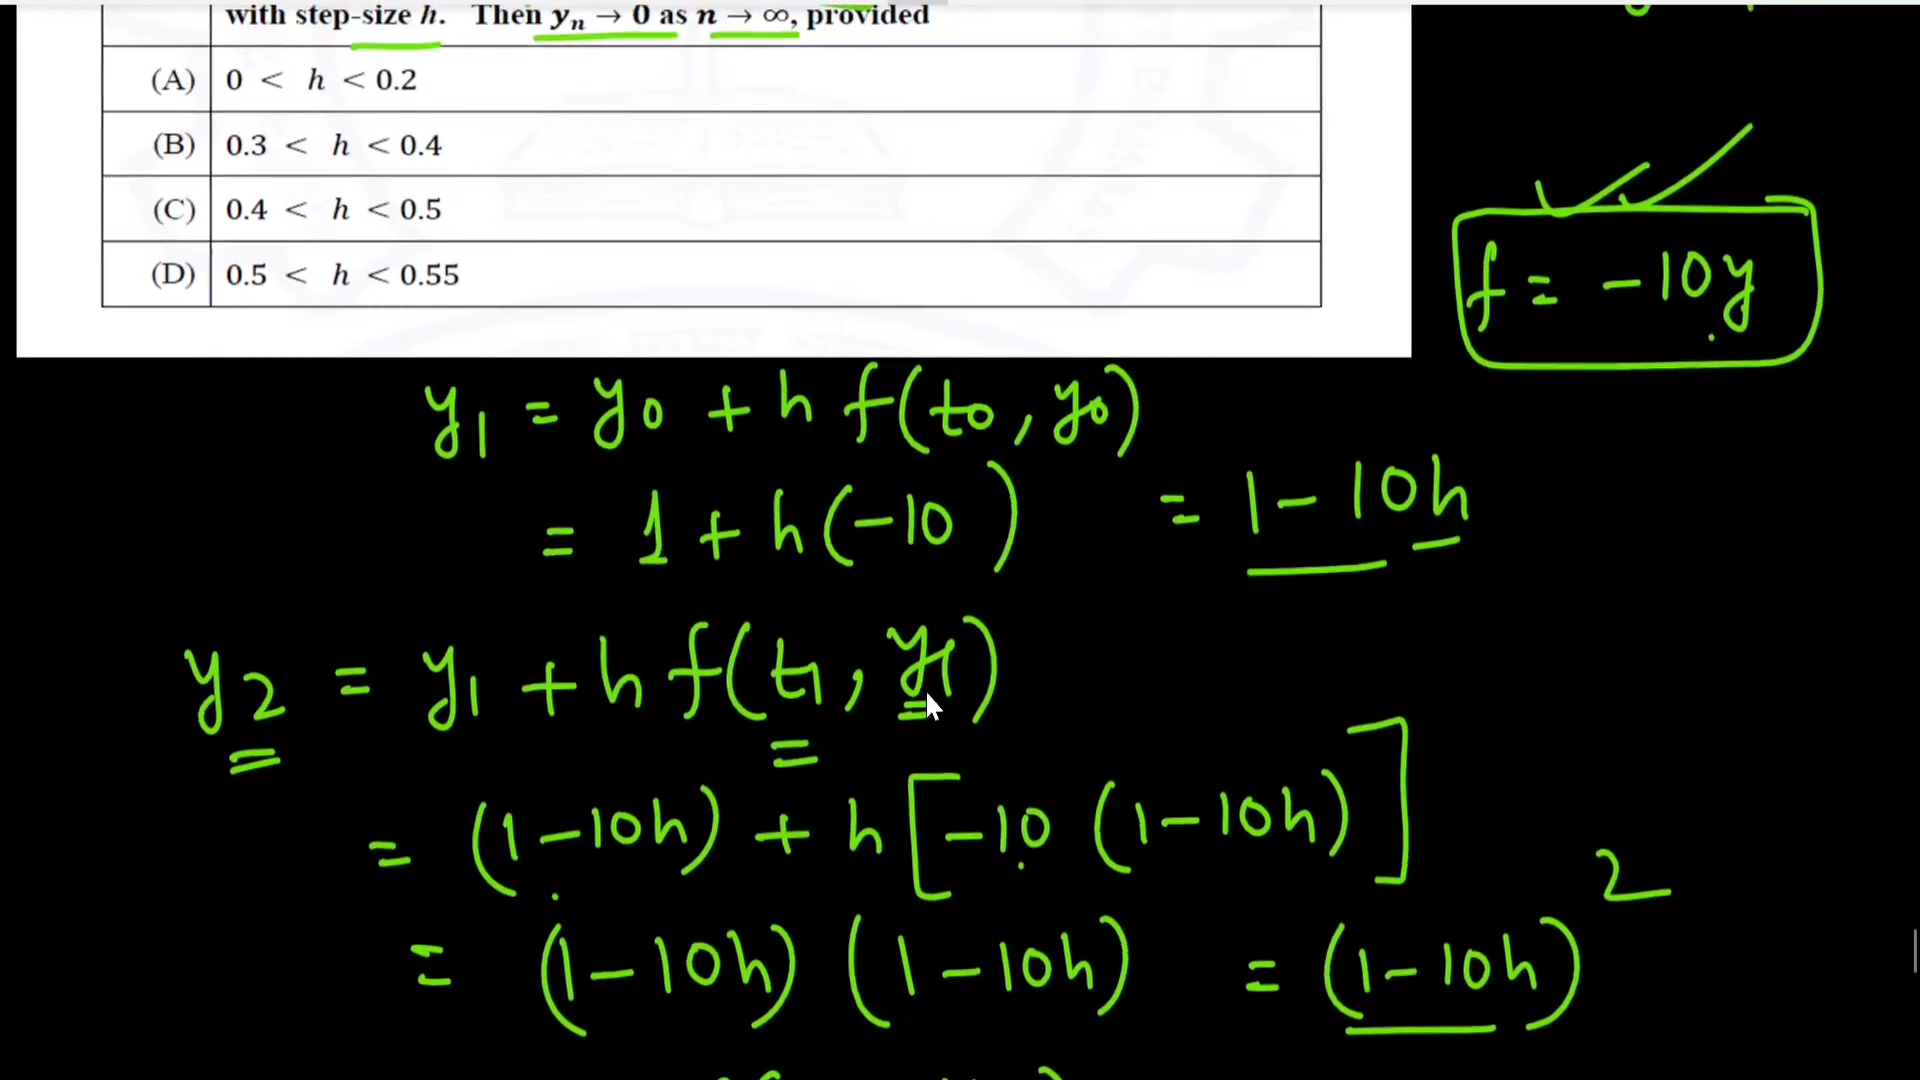 with step-size h. Then yₙ → 0 as n → ∞, provided
(A) 0 < h < 0.2
(B) 0.3 < h < 0.4
(C) 0.4 < h < 0.5
(D) 0.5 < h < 0.55
f = -10y
y₁ = y₀ + h f(t₀, y₀)
= 1 + h(-10) = 1 - 10h
y₂ = y₁ + h f(t₁, y₁)
= (1 - 10h) + h[-10 (1 - 10h)]
= (1 - 10h) (1 - 10h) = (1 - 10h)²